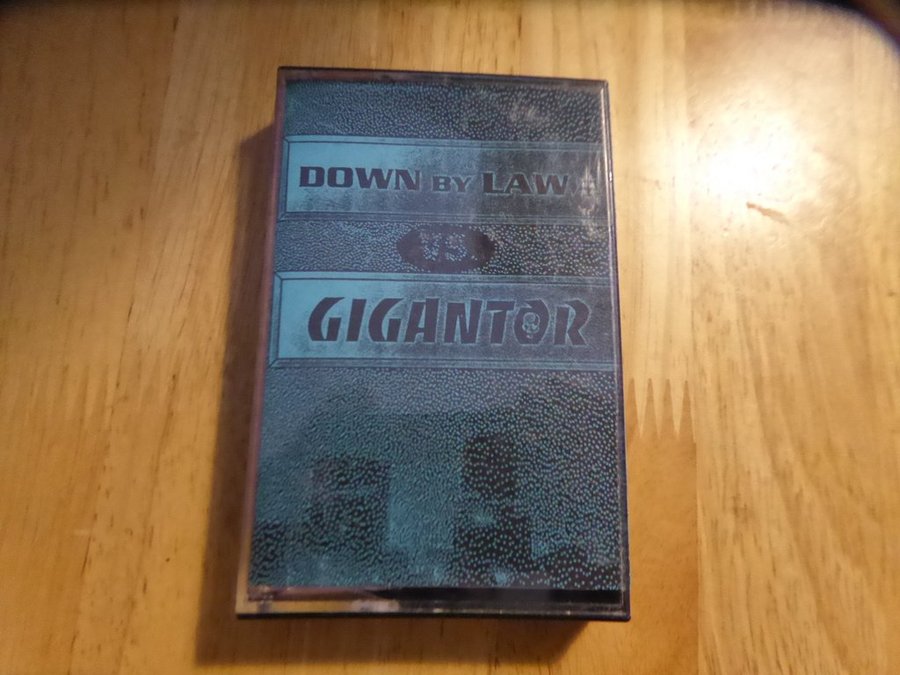 DOWN BY LAW
VS.
GIGANTOR